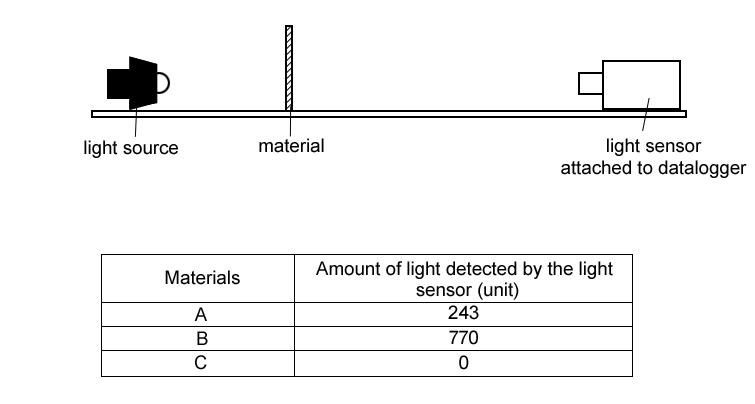 light source
material
light sensor
attached to datalogger
Materials
Amount of light detected by the light
sensor (unit)
A
243
B
770
C
0